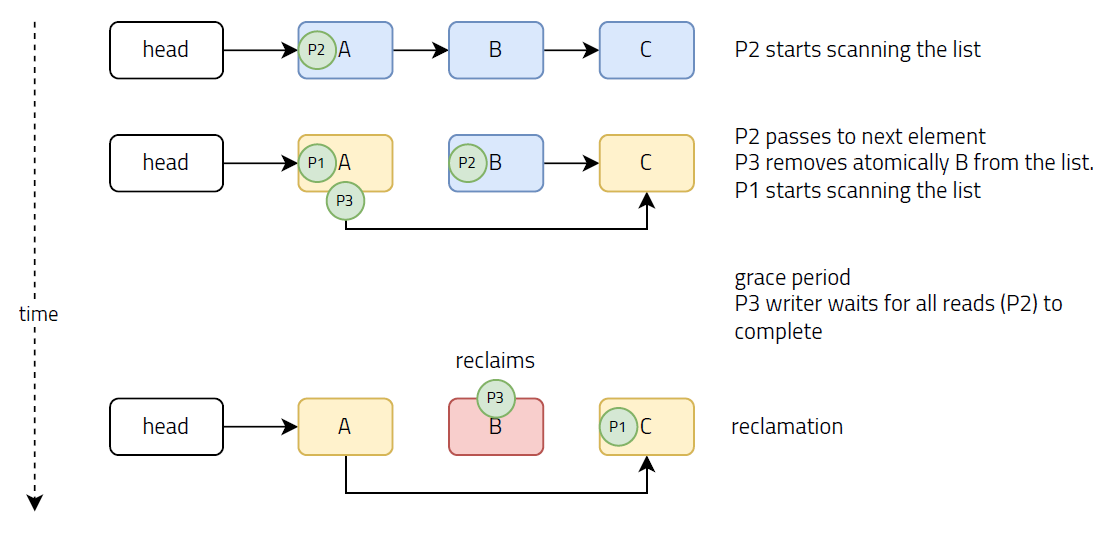 head
P2
A
B
C
P2 starts scanning the list
head
P1
A
P2
B
C
P3
P2 passes to next element
P3 removes atomically B from the list.
P1 starts scanning the list
grace period
P3 writer waits for all reads (P2) to
complete
time
reclaims
head
A
P3
B
P1
C
reclamation